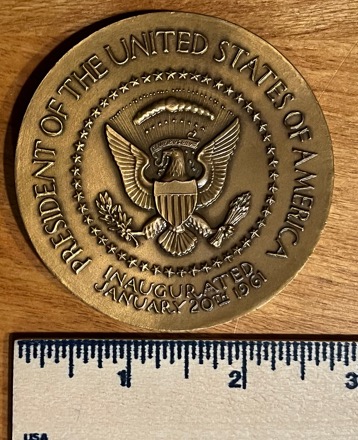 PRESIDENT OF THE UNITED STATES OF AMERICA
INAUGURATED
JANUARY 20TH 1961
1 2 3
USA